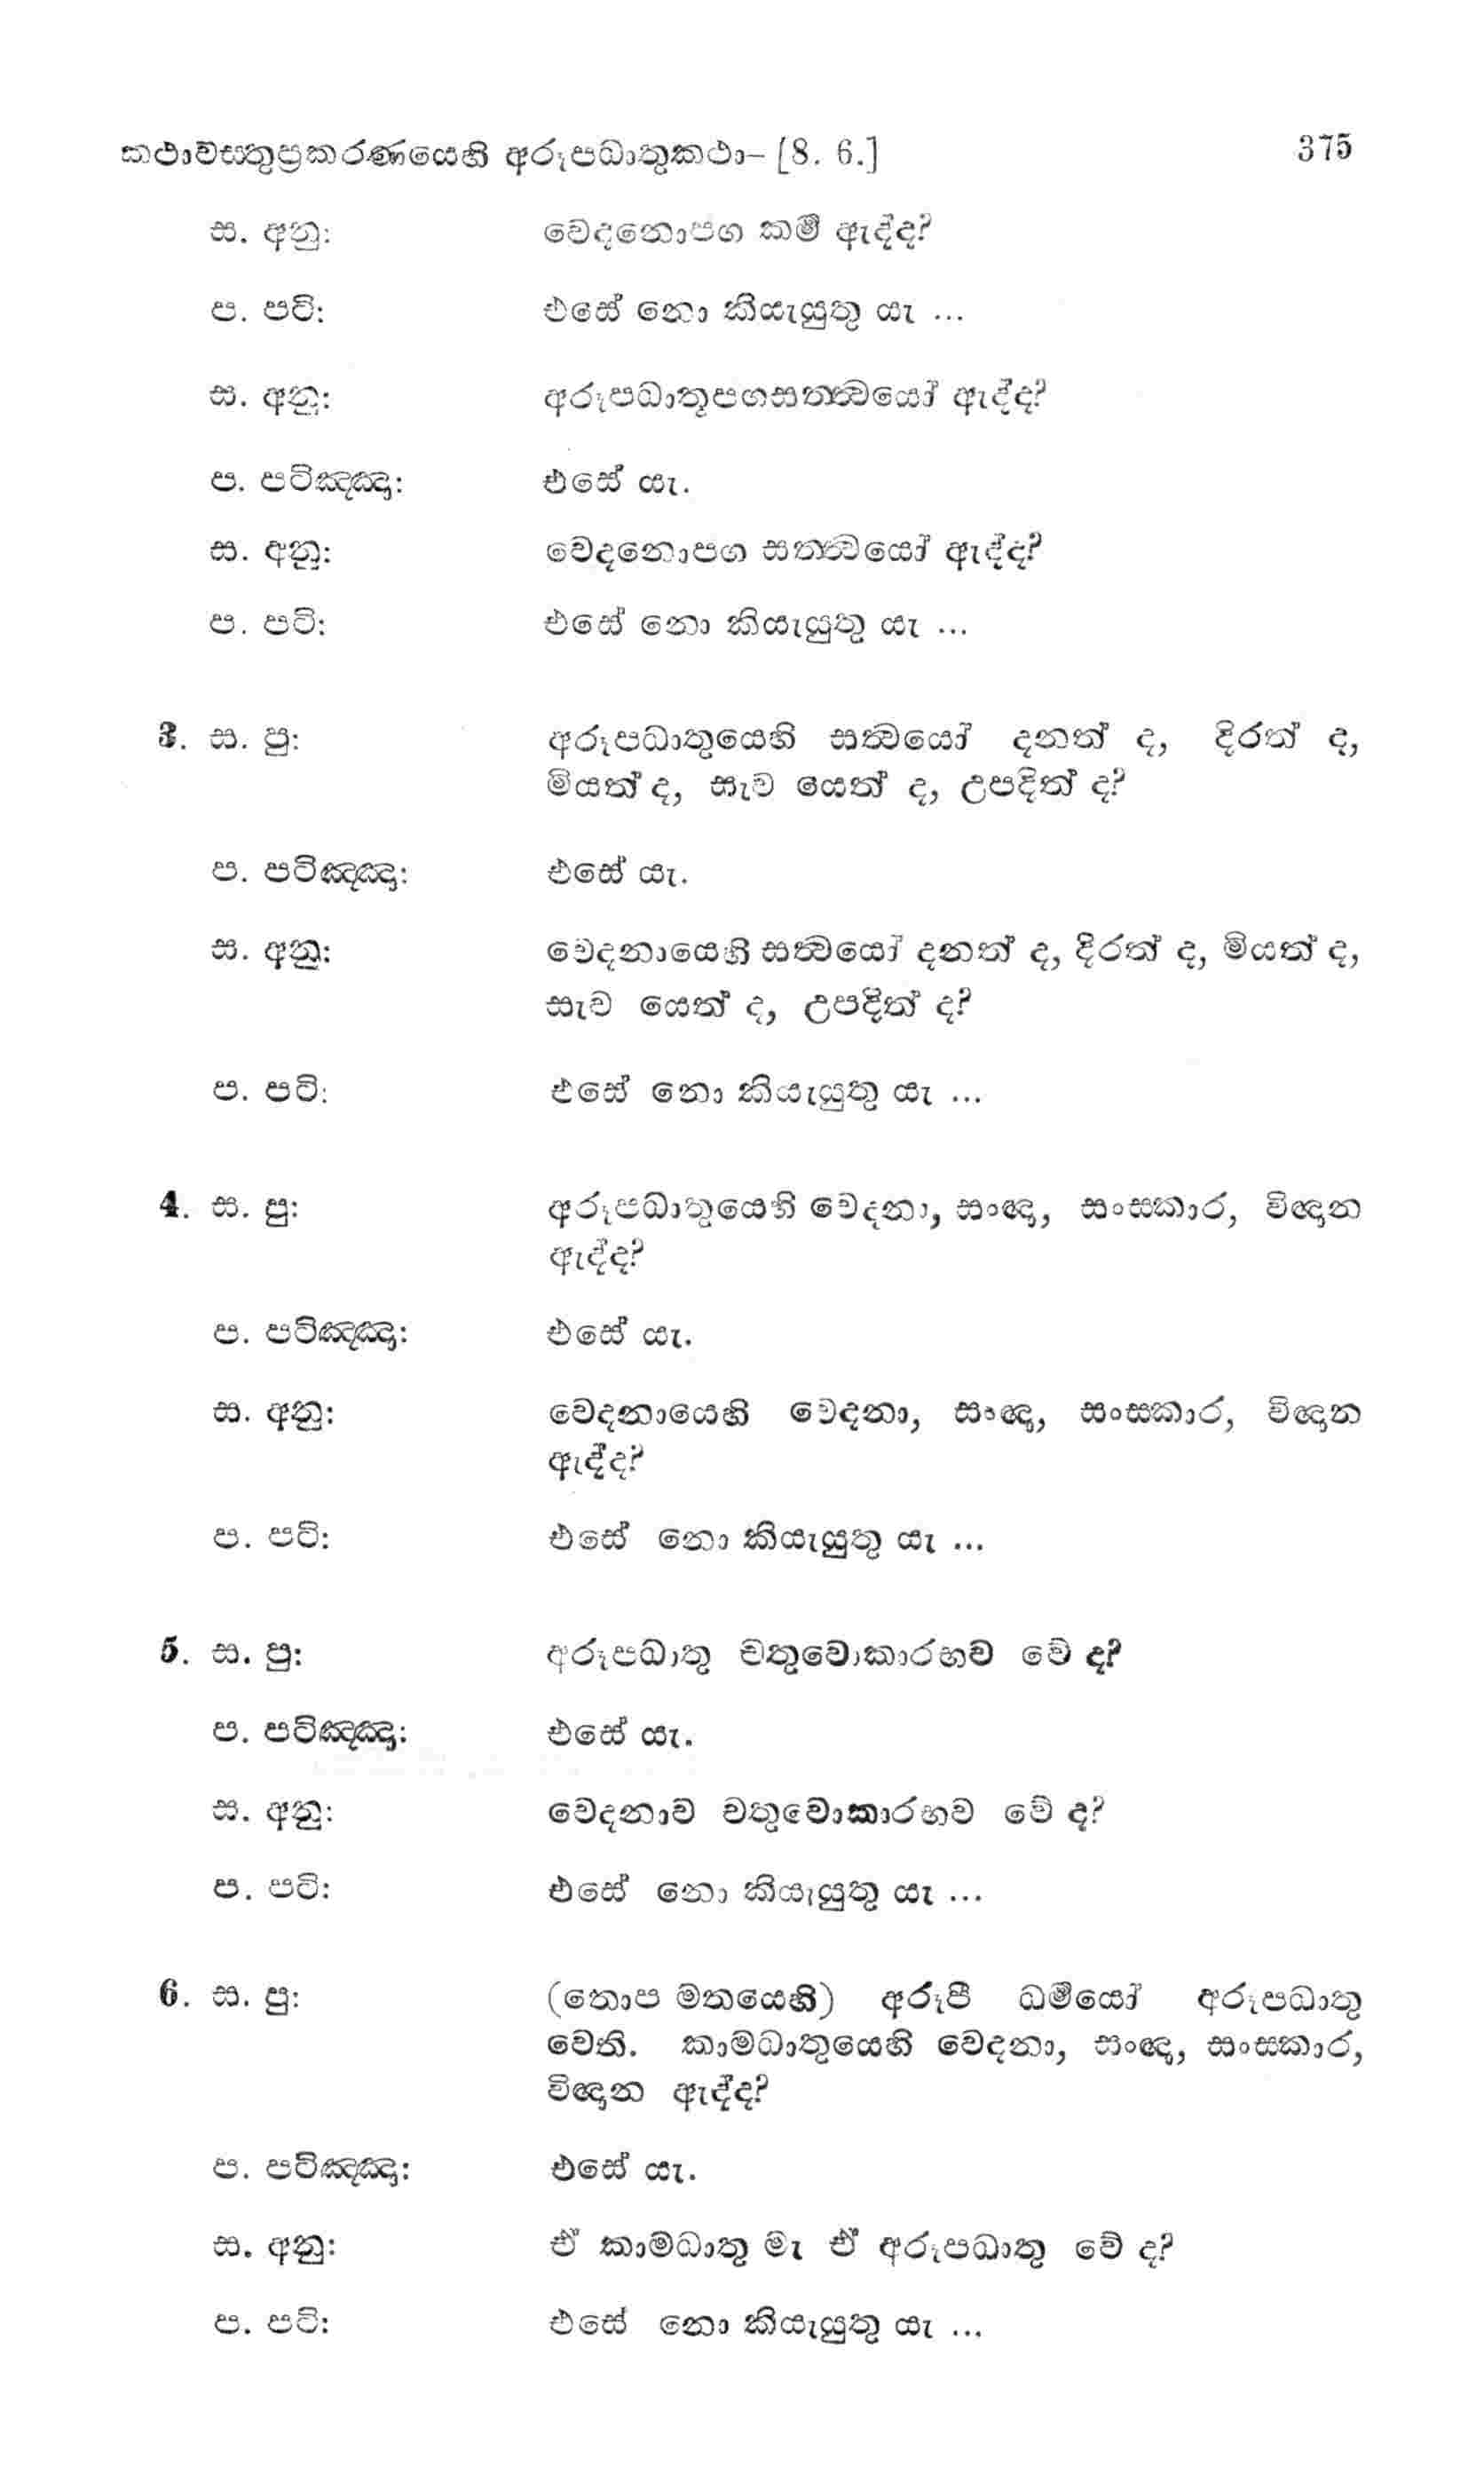 කථාවස්තුප්‍රකරණයෙහි අරූපධාතුකථා– [8. 6.] 375
ස. අනු: වෙදනොපග කර්‍ම ඇද්ද?
ප. පටි: එසේ නො කියැයුතු යැ ...
ස. අනු: අරූපධාතූපගසත්ත්‍වයෝ ඇද්ද?
ප. පටිඤ්ඤා: එසේ යැ.
ස. අනු: වෙදනොපග සත්ත්‍වයෝ ඇද්ද?
ප. පටි: එසේ නො කියැයුතු යැ ...
3. ස. පු: අරූපධාතුයෙහි සත්‍වයෝ දනත් ද, දිරත් ද,
මියත් ද, සැව යෙත් ද, උපදිත් ද?
ප. පටිඤ්ඤා: එසේ යැ.
ස. අනු: වෙදනායෙහි සත්‍වයෝ දනත් ද, දිරත් ද, මියත් ද,
සැව යෙත් ද, උපදිත් ද?
ප. පටි: එසේ නො කියැයුතු යැ ...
4. ස. පු: අරූපධාතුයෙහි වෙදනා, සංඥා, සංස්කාර, විඥාන
ඇද්ද?
ප. පටිඤ්ඤා: එසේ යැ.
ස. අනු: වෙදනායෙහි වෙදනා, සංඥා, සංස්කාර, විඥාන
ඇද්ද?
ප. පටි: එසේ නො කියැයුතු යැ ...
5. ස. පු: අරූපධාතු චතුවොකාරභව වේ ද?
ප. පටිඤ්ඤා: එසේ යැ.
ස. අනු: වෙදනාව චතුවොකාරභව වේ ද?
ප. පටි: එසේ නො කියැයුතු යැ ...
6. ස. පු: (තොප මතයෙහි) අරූපී ධර්‍මයෝ අරූපධාතු
වෙති. කාමධාතුයෙහි වෙදනා, සංඥා, සංස්කාර,
විඥාන ඇද්ද?
ප. පටිඤ්ඤා: එසේ යැ.
ස. අනු: ඒ කාමධාතු මැ ඒ අරූපධාතු වේ ද?
ප. පටි: එසේ නො කියැයුතු යැ ...